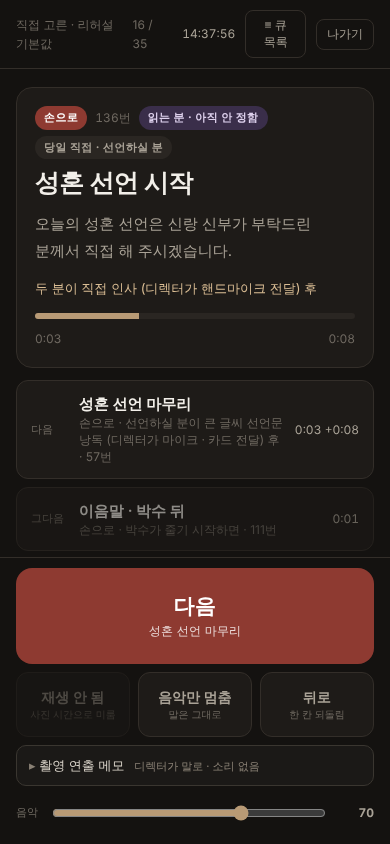 직접 고른 · 리허설 기본값
16 / 35
14:37:56
≡ 큐 목록
나가기
손으로 136번 읽는 분 · 아직 안 정함
당일 직접 · 선언하실 분
성혼 선언 시작
오늘의 성혼 선언은 신랑 신부가 부탁드린
분께서 직접 해 주시겠습니다.
두 분이 직접 인사 (디렉터가 핸드마이크 전달) 후
0:03 0:08
다음
성혼 선언 마무리
손으로 · 선언하실 분이 큰 글씨 선언문
낭독 (디렉터가 마이크 · 카드 전달) 후
· 57번
0:03 +0:08
그다음
이음말 · 박수 뒤
손으로 · 박수가 줄기 시작하면 · 111번
0:01
다음
성혼 선언 마무리
재생 안 됨
사진 시간으로 이름
음악만 멈춤
말은 그대로
뒤로
한 칸 되돌림
▸ 촬영 연출 메모 디렉터가 말로 · 소리 없음
음악 70